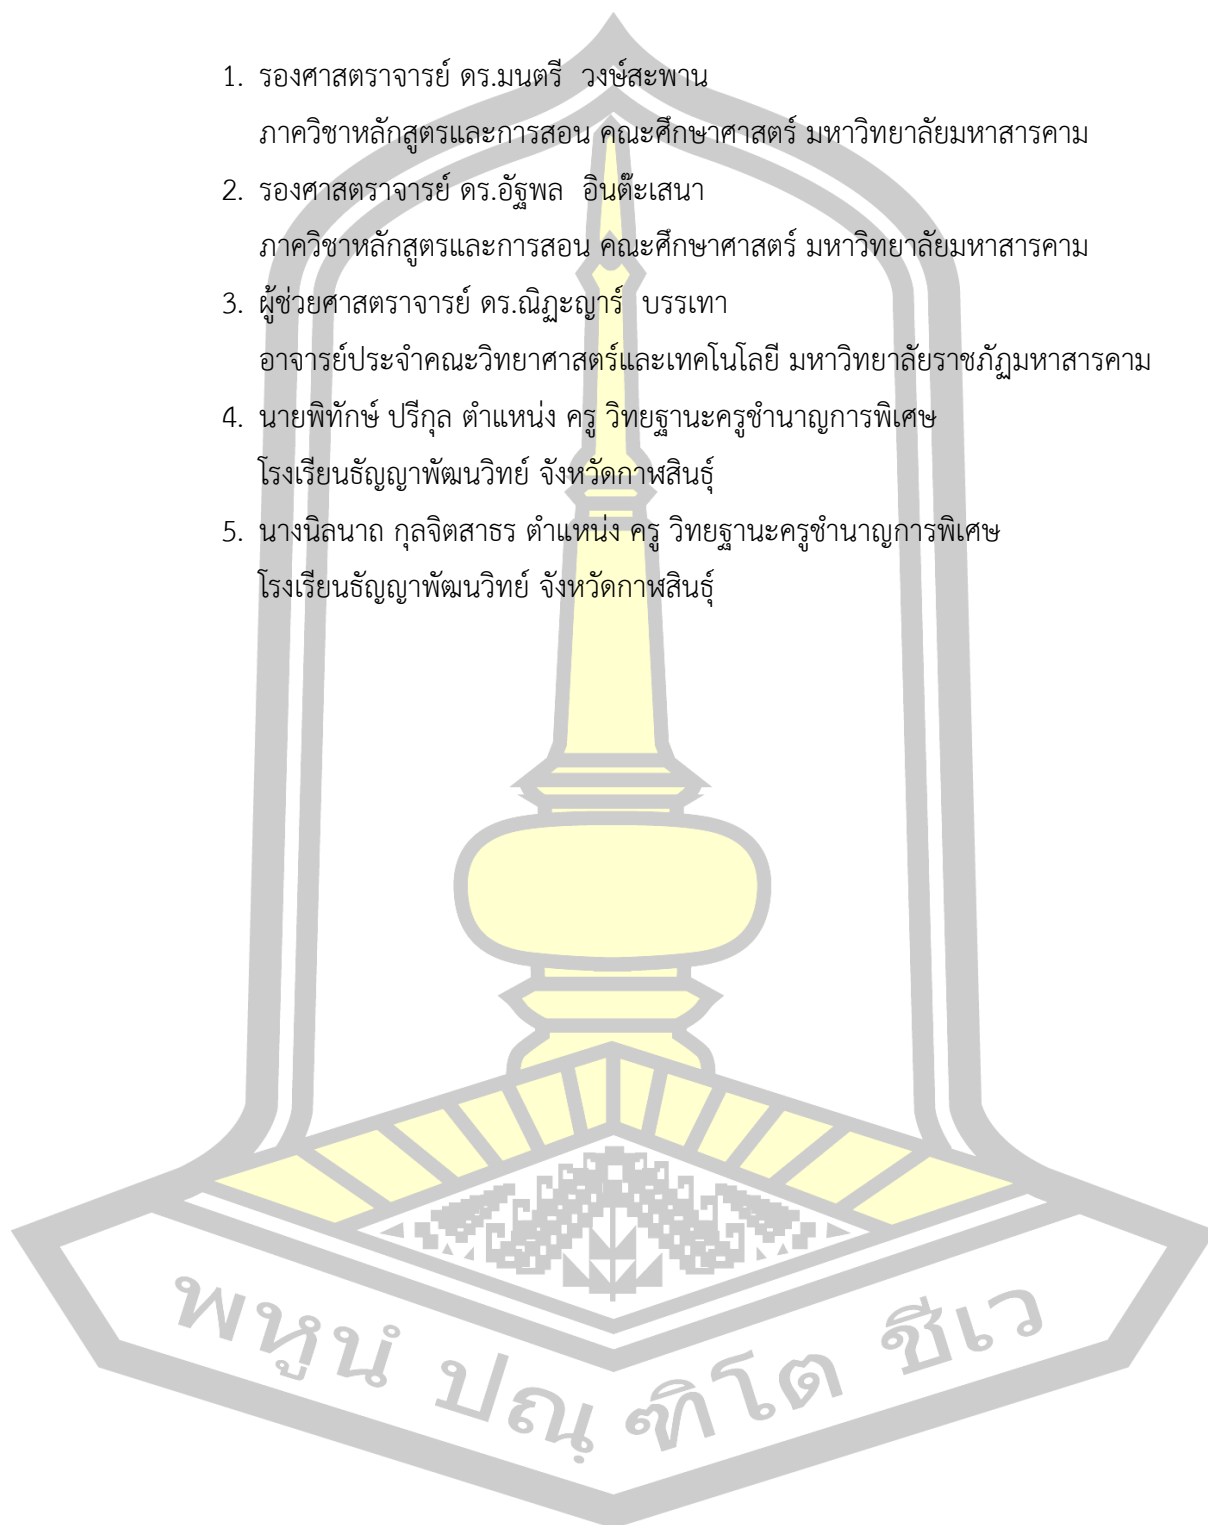 1. รองศาสตราจารย์ ดร.มนตรี วงษ์สะพาน
ภาควิชาหลักสูตรและการสอน คณะศึกษาศาสตร์ มหาวิทยาลัยมหาสารคาม
2. รองศาสตราจารย์ ดร.อัฐพล อินต๊ะเสนา
ภาควิชาหลักสูตรและการสอน คณะศึกษาศาสตร์ มหาวิทยาลัยมหาสารคาม
3. ผู้ช่วยศาสตราจารย์ ดร.ณิฏะญาร์ บรรเทา
อาจารย์ประจำคณะวิทยาศาสตร์และเทคโนโลยี มหาวิทยาลัยราชภัฏมหาสารคาม
4. นายพิทักษ์ ปรีกุล ตำแหน่ง ครู วิทยฐานะครูชำนาญการพิเศษ
โรงเรียนธัญญาพัฒนวิทย์ จังหวัดกาฬสินธุ์
5. นางนิลนาถ กุลจิตสาธร ตำแหน่ง ครู วิทยฐานะครูชำนาญการพิเศษ
โรงเรียนธัญญาพัฒนวิทย์ จังหวัดกาฬสินธุ์
พหูนํ ปณฺ ฑิโต ชีเว